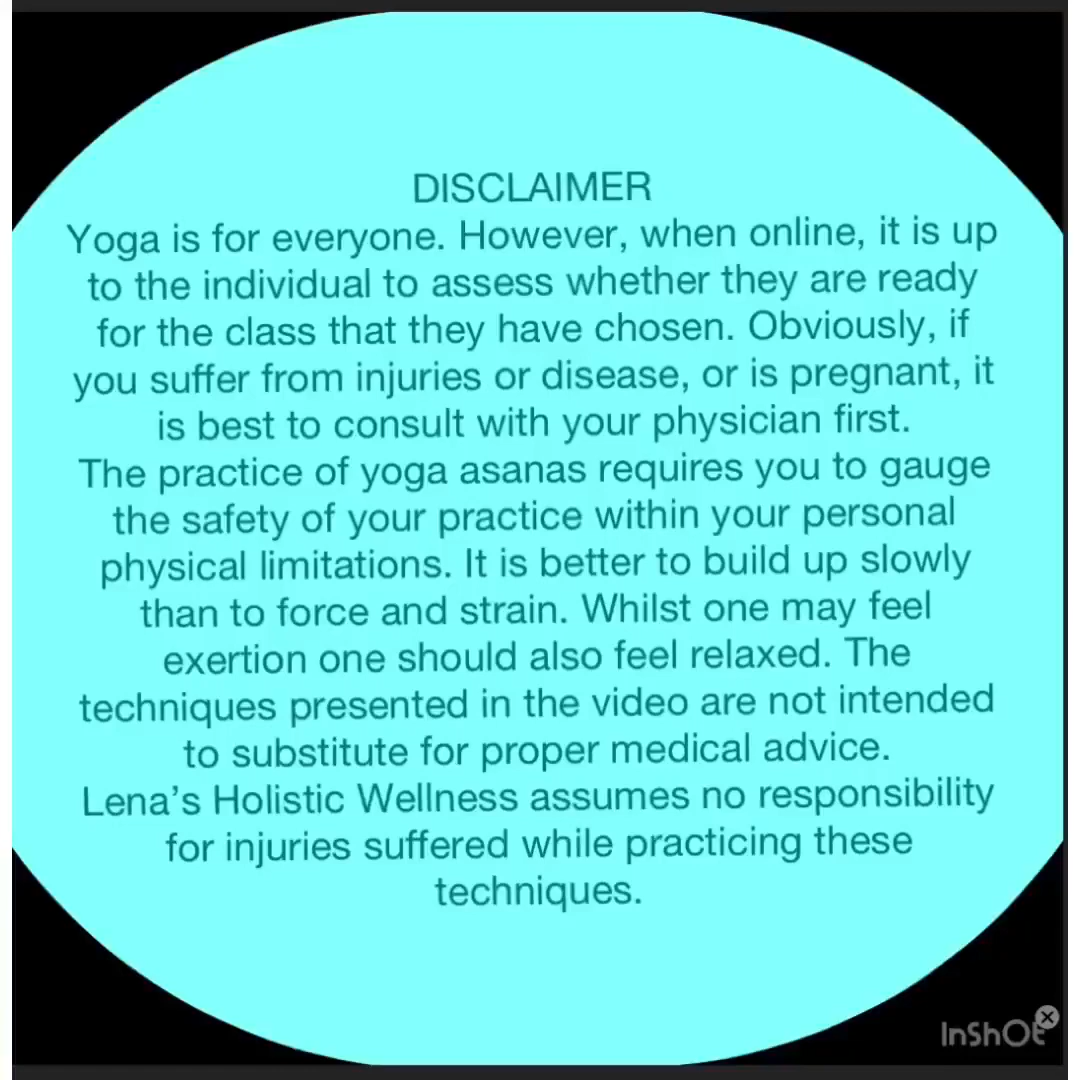 DISCLAIMER
Yoga is for everyone. However, when online, it is up
to the individual to assess whether they are ready
for the class that they have chosen. Obviously, if
you suffer from injuries or disease, or is pregnant, it
is best to consult with your physician first.
The practice of yoga asanas requires you to gauge
the safety of your practice within your personal
physical limitations. It is better to build up slowly
than to force and strain. Whilst one may feel
exertion one should also feel relaxed. The
techniques presented in the video are not intended
to substitute for proper medical advice.
Lena’s Holistic Wellness assumes no responsibility
for injuries suffered while practicing these
techniques.
InShOt